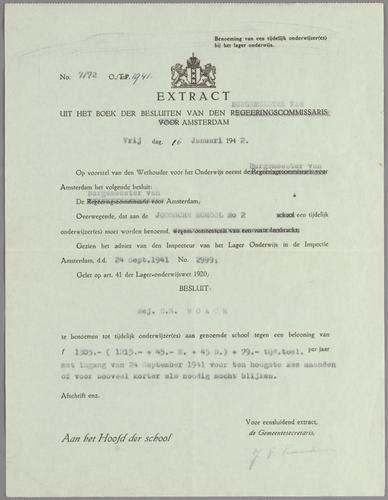 Benoeming van een tijdelijk onderwijzer(es)
bij het lager onderwijs.
No. 7172 O. 1941.
EXTRACT
BURGEMEESTER VAN
UIT HET BOEK DER BESLUITEN VAN DEN REGEERINGSCOMMISSARIS
VOOR AMSTERDAM
Vrij dag, 16 Januari 1942.
Burgemeester van
Op voorstel van den Wethouder voor het Onderwijs neemt de Regeeringscommissaris voor
Amsterdam het volgende besluit:
Burgemeester van
De Regeeringscommissaris voor Amsterdam;
Overwegende, dat aan de JOODSCHE SCHOOL No 2 school een tijdelijk
onderwijzer(es) moet worden benoemd, wegens ontstentenis van een vaste leerkracht;
Gezien het advies van den Inspecteur van het Lager Onderwijs in de Inspectie
Amsterdam, d.d. 24 Sept.1941 No. 2999;
Gelet op art. 41 der Lager-onderwijswet 1920;
BESLUIT:
Mej. C.S. NOACH
te benoemen tot tijdelijk onderwijzer(es) aan genoemde school tegen een belooning van
f 1305.- ( 1215.- + 45.- H. + 45 B.) + 79.- tijd.toel. per jaar
met ingang van 24 September 1941 voor ten hoogste zes maanden
of voor zooveel korter als noodig mocht blijken.
Afschrift enz.
Voor eensluidend extract,
de Gemeentesecretaris,
Aan het Hoofd der school